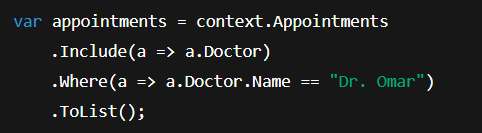 var appointments = context.Appointments
    .Include(a => a.Doctor)
    .Where(a => a.Doctor.Name == "Dr. Omar")
    .ToList();